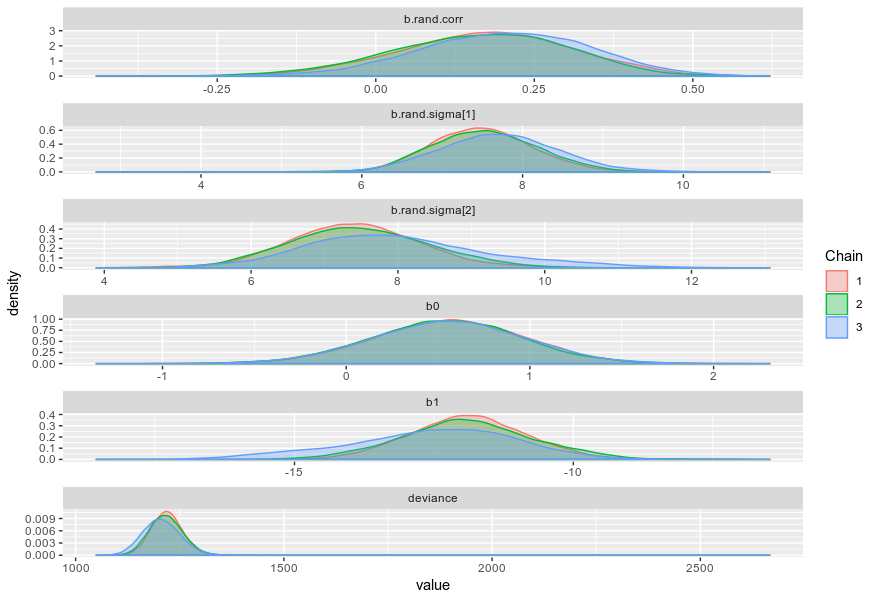 b.rand.corr
3
2
1
0
-0.25 0.00 0.25 0.50
b.rand.sigma[1]
0.6
0.4
0.2
0.0
4 6 8 10
b.rand.sigma[2]
0.4
0.3
0.2
0.1
0.0
4 6 8 10 12
b0
1.00
0.75
0.50
0.25
0.00
-1 0 1 2
b1
0.4
0.3
0.2
0.1
0.0
-15 -10
deviance
0.009
0.006
0.003
0.000
1000 1500 2000 2500
value
density
Chain
1
2
3